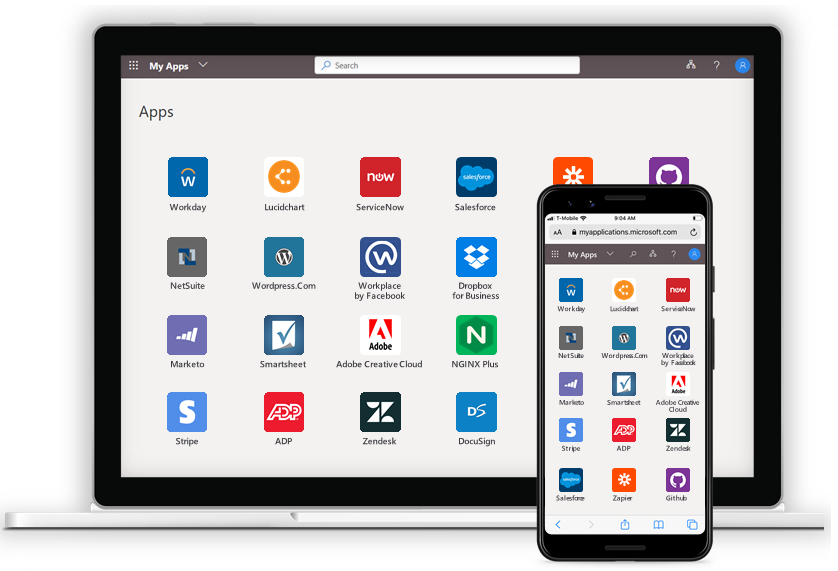 My Apps
Search
?
Apps
W
now
salesforce
Workday
Lucidchart
ServiceNow
Salesforce
N
W
W
NetSuite
Wordpress.Com
Workplace
by Facebook
Dropbox
for Business
Adobe
N
Marketo
Smartsheet
Adobe Creative Cloud
NGINX Plus
S
ADP
Z
DS
Stripe
ADP
Zendesk
DocuSign
T-Mobile
9:04 AM
AA
myapplications.microsoft.com
My Apps
?
W
now
Workday
Lucidchart
ServiceNow
N
W
W
NetSuite
Wordpress.Com
Workplace
by Facebook
Adobe
Marketo
Smartsheet
Adobe Creative
Cloud
S
ADP
Z
Stripe
ADP
Zendesk
salesforce
Salesforce
Zapier
Github